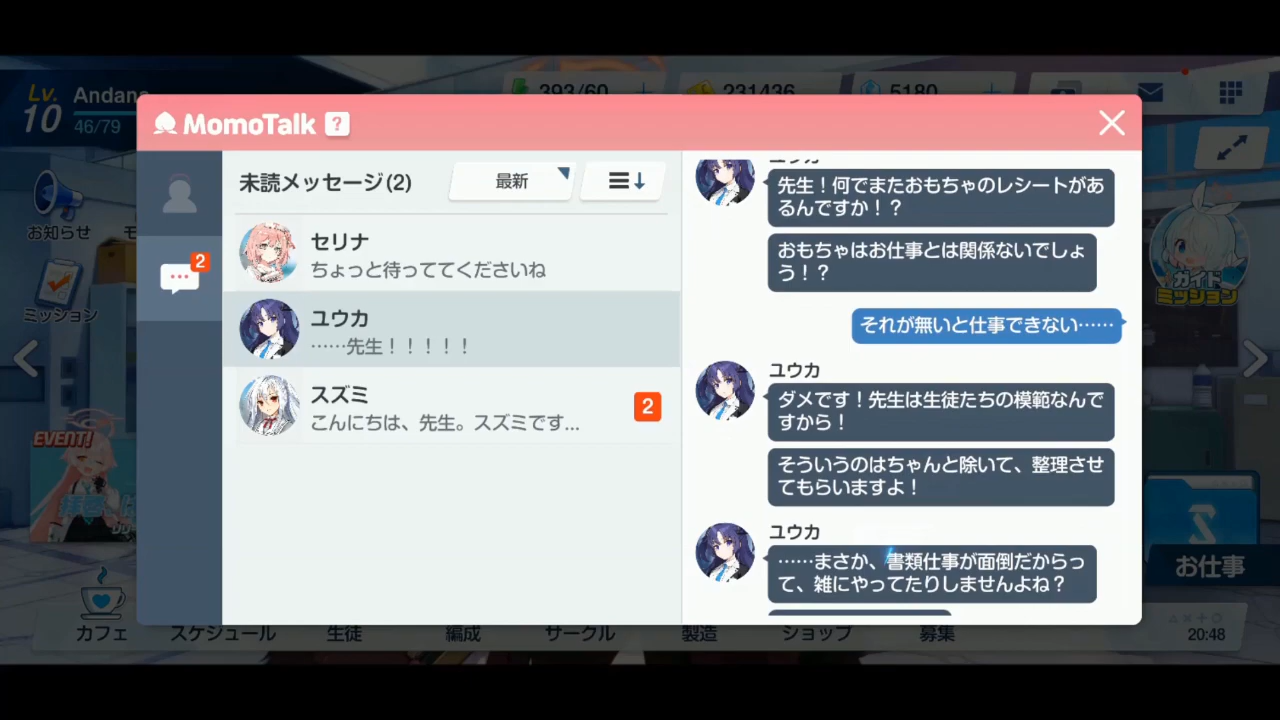 Lv.
10
Andana
46/79
393/60
231436
5180
MomoTalk ?
未読メッセージ(2)
最新
2
セリナ
ちょっと待っててくださいね
ユウカ
……先生！！！！！
スズミ
こんにちは、先生。スズミです...
2
ユウカ
先生！何でまたおもちゃのレシートがあ
るんですか！？
おもちゃはお仕事とは関係ないでしょ
う！？
それが無いと仕事できない……
ユウカ
ダメです！先生は生徒たちの模範なんで
すから！
そういうのはちゃんと除いて、整理させ
てもらいますよ！
ユウカ
……まさか、書類仕事が面倒だからっ
て、雑にやってたりしませんよね？
お知らせ
モ
ミッション
EVENT!
ガイド
ミッション
お仕事
カフェ
スケジュール
生徒
編成
サークル
製造
ショップ
募集
20:48